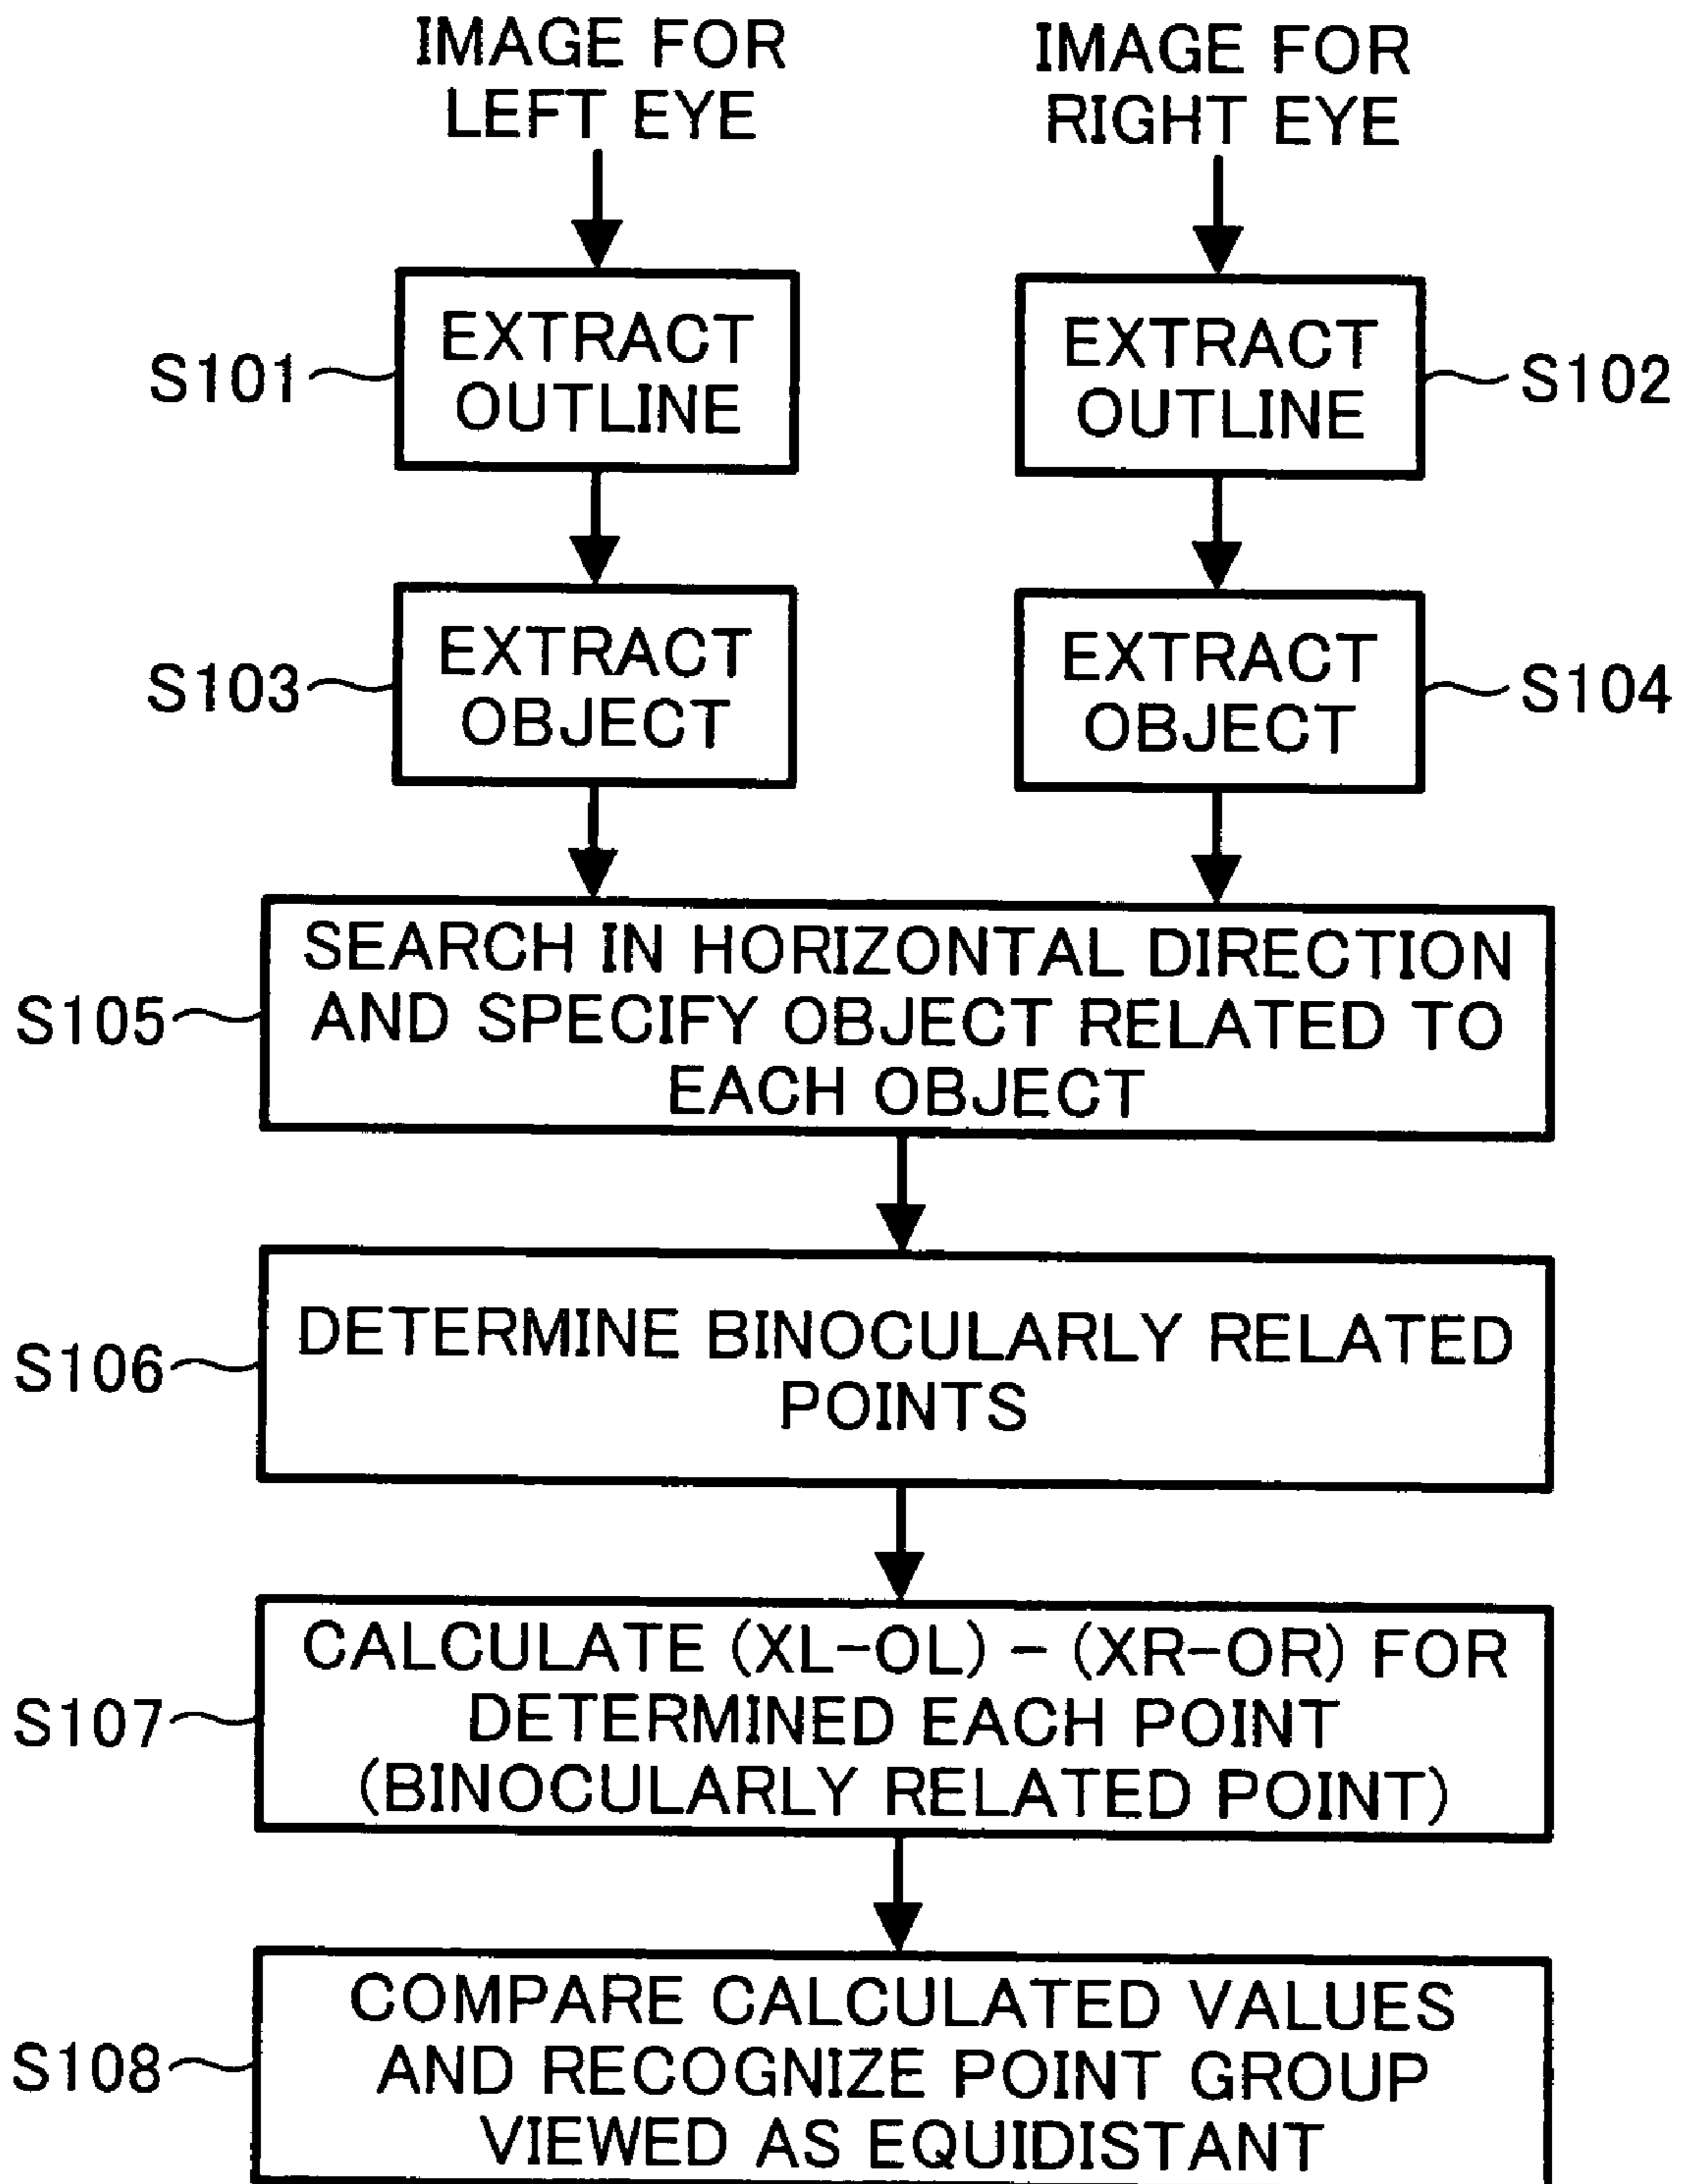 IMAGE FOR
LEFT EYE
IMAGE FOR
RIGHT EYE
S101
EXTRACT
OUTLINE
EXTRACT
OUTLINE
S102
S103
EXTRACT
OBJECT
EXTRACT
OBJECT
S104
S105
SEARCH IN HORIZONTAL DIRECTION
AND SPECIFY OBJECT RELATED TO
EACH OBJECT
S106
DETERMINE BINOCULARLY RELATED
POINTS
S107
CALCULATE (XL-OL) - (XR-OR) FOR
DETERMINED EACH POINT
(BINOCULARLY RELATED POINT)
S108
COMPARE CALCULATED VALUES
AND RECOGNIZE POINT GROUP
VIEWED AS EQUIDISTANT